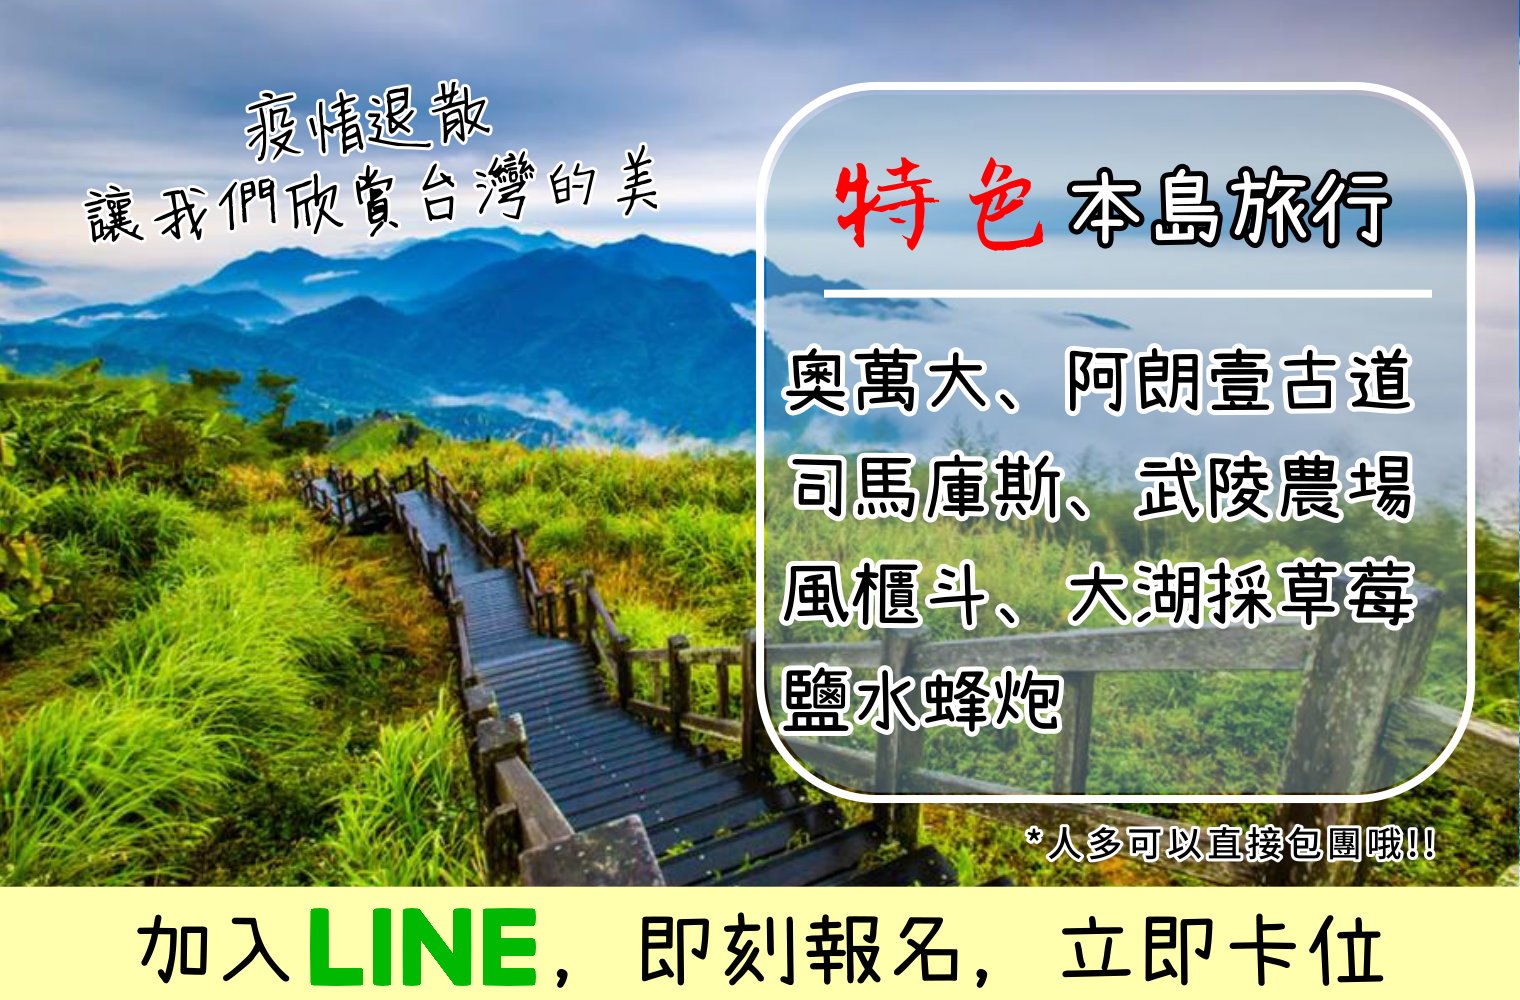 疫情退散
讓我們欣賞台灣的美
特色本島旅行
奧萬大、阿朗壹古道
司馬庫斯、武陵農場
風櫃斗、大湖採草莓
鹽水蜂炮
*人多可以直接包團哦!!
加入LINE，即刻報名，立即卡位